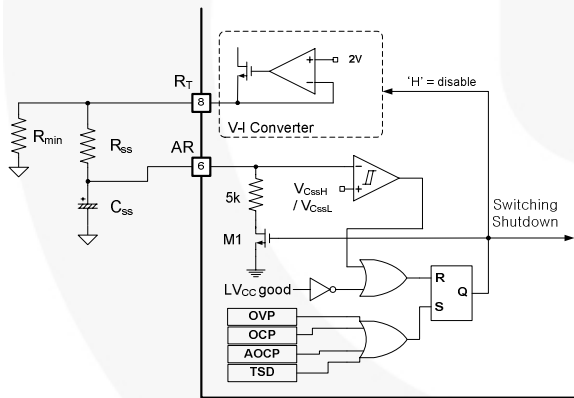 2V
'H' = disable
RT
8
V-I Converter
Rmin
Rss
AR
6
Css
5k
VCssH
/ VCssL
Switching
Shutdown
M1
LVCC good
R
Q
S
OVP
OCP
AOCP
TSD
+
-
-
+
+